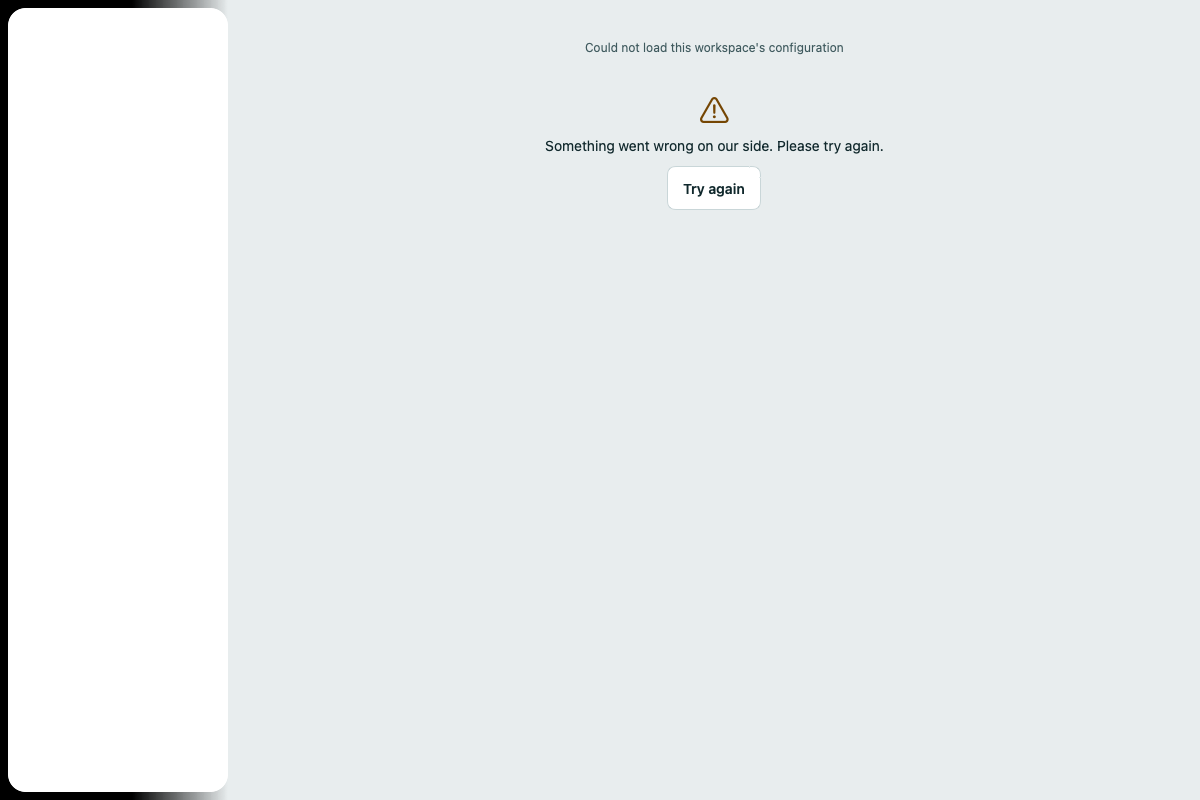 Could not load this workspace's configuration
Something went wrong on our side. Please try again.
Try again